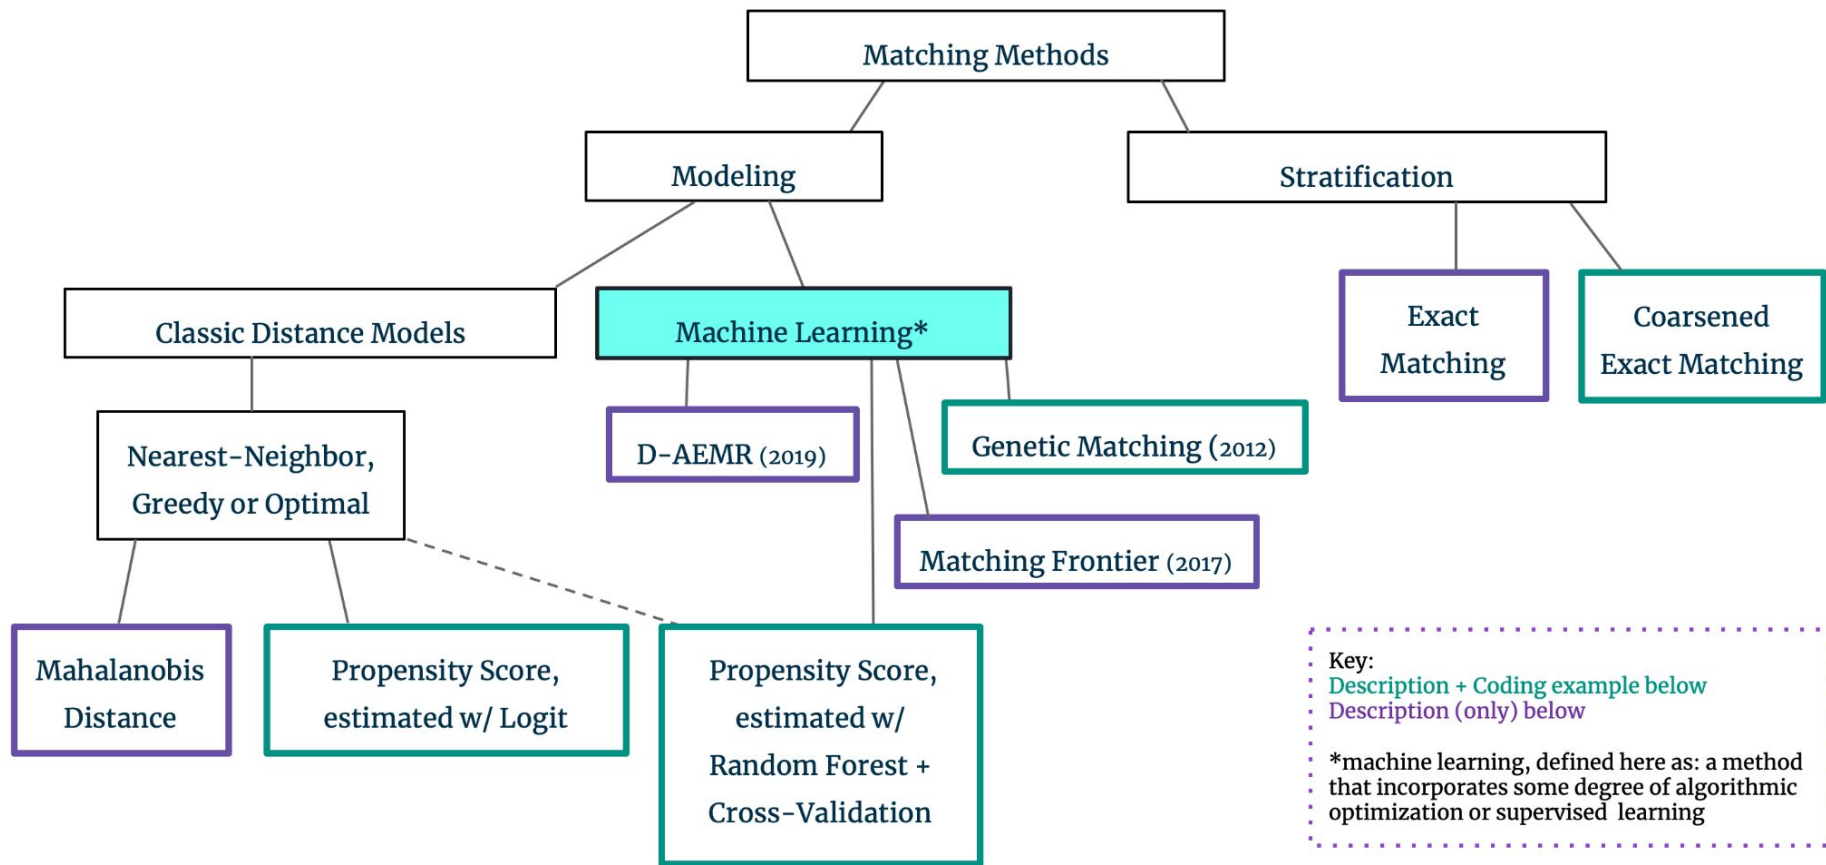 Matching Methods
Modeling
Stratification
Classic Distance Models
Machine Learning*
Exact
Matching
Coarsened
Exact Matching
Nearest-Neighbor,
Greedy or Optimal
D-AEMR (2019)
Genetic Matching (2012)
Matching Frontier (2017)
Mahalanobis
Distance
Propensity Score,
estimated w/ Logit
Propensity Score,
estimated w/
Random Forest +
Cross-Validation
Key:
Description + Coding example below
Description (only) below
*machine learning, defined here as: a method
that incorporates some degree of algorithmic
optimization or supervised learning